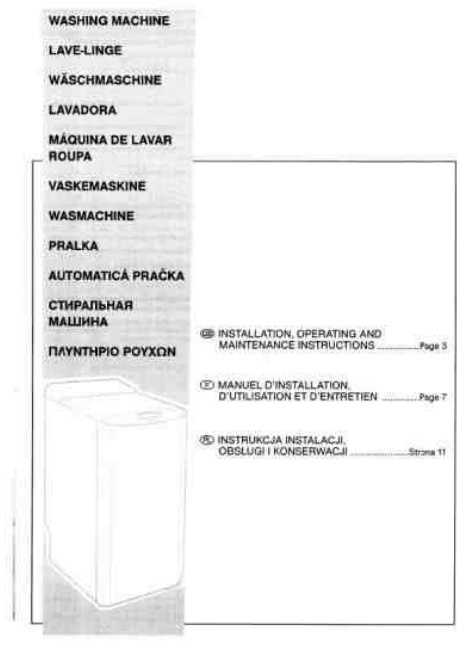 WASHING MACHINE
LAVE-LINGE
WÄSCHMASCHINE
LAVADORA
MÁQUINA DE LAVAR
ROUPA
VASKEMASKINE
WASMACHINE
PRALKA
AUTOMATICÁ PRAČKA
СТИРАЛЬНАЯ
МАШИНА
ΠΛΥΝΤΗΡΙΟ ΡΟΥΧΩΝ
GB INSTALLATION, OPERATING AND
MAINTENANCE INSTRUCTIONS ..............Page 3
F MANUEL D'INSTALLATION,
D'UTILISATION ET D'ENTRETIEN ............Page 7
PL INSTRUKCJA INSTALACJI,
OBSLUGI I KONSERWACJI ......................Strona 11